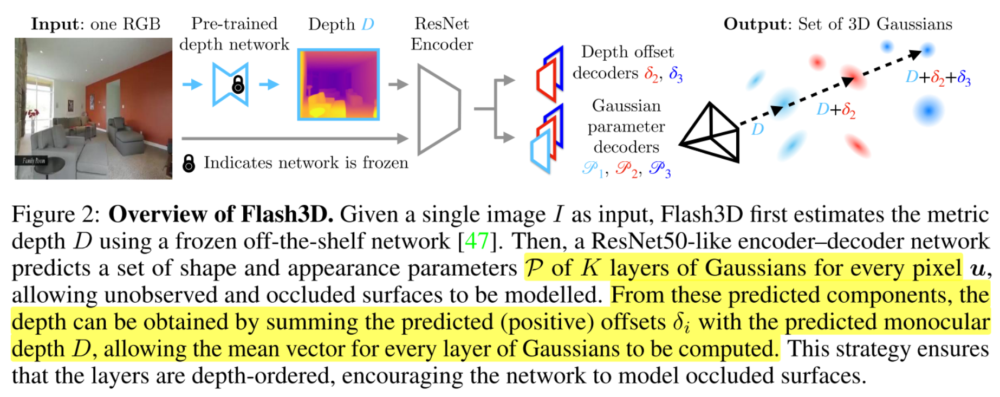 Input: one RGB
Pre-trained
depth network
Depth D
ResNet
Encoder
Depth offset
decoders δ₂, δ₃
Gaussian
parameter
decoders
𝒫₁, 𝒫₂, 𝒫₃
Output: Set of 3D Gaussians
D
D+δ₂
D+δ₂+δ₃
Family Room
Indicates network is frozen
Figure 2: Overview of Flash3D. Given a single image I as input, Flash3D first estimates the metric
depth D using a frozen off-the-shelf network [47]. Then, a ResNet50-like encoder–decoder network
predicts a set of shape and appearance parameters 𝒫 of K layers of Gaussians for every pixel u,
allowing unobserved and occluded surfaces to be modelled. From these predicted components, the
depth can be obtained by summing the predicted (positive) offsets δᵢ with the predicted monocular
depth D, allowing the mean vector for every layer of Gaussians to be computed. This strategy ensures
that the layers are depth-ordered, encouraging the network to model occluded surfaces.